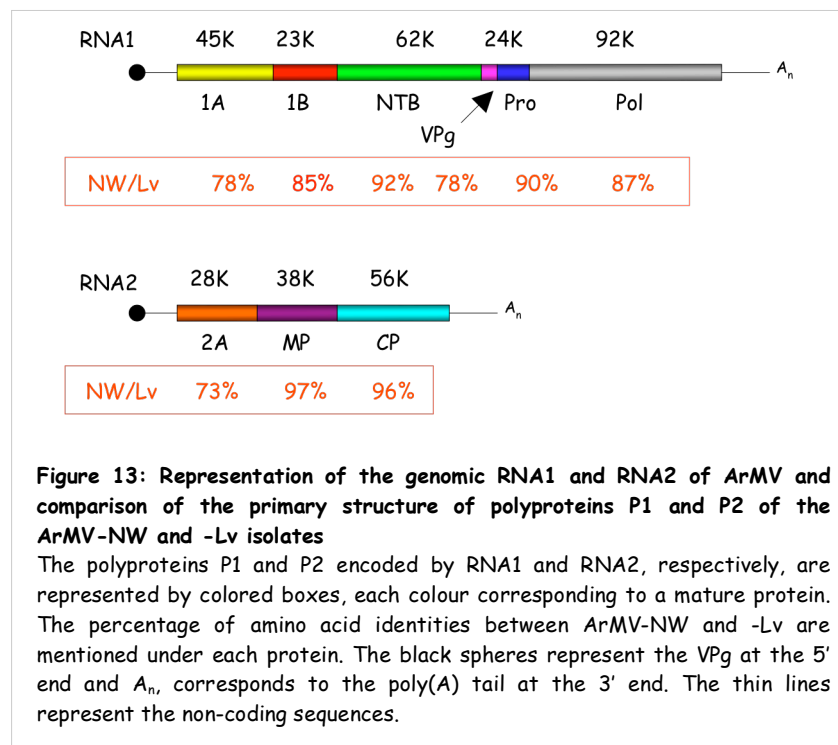 RNA1 45K 23K 62K 24K 92K
Aₙ
1A 1B NTB Pro Pol
VPg
NW/Lv 78% 85% 92% 78% 90% 87%
RNA2 28K 38K 56K
Aₙ
2A MP CP
NW/Lv 73% 97% 96%
Figure 13: Representation of the genomic RNA1 and RNA2 of ArMV and
comparison of the primary structure of polyproteins P1 and P2 of the
ArMV-NW and -Lv isolates
The polyproteins P1 and P2 encoded by RNA1 and RNA2, respectively, are
represented by colored boxes, each colour corresponding to a mature protein.
The percentage of amino acid identities between ArMV-NW and -Lv are
mentioned under each protein. The black spheres represent the VPg at the 5'
end and Aₙ, corresponds to the poly(A) tail at the 3' end. The thin lines
represent the non-coding sequences.